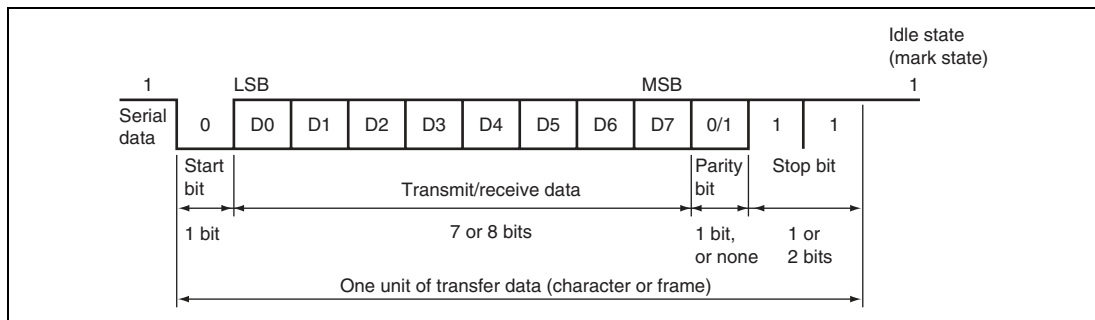 Idle state
(mark state)
1 LSB MSB 1
Serial
data
0 D0 D1 D2 D3 D4 D5 D6 D7 0/1 1 1
Start
bit
Transmit/receive data
Parity
bit
Stop bit
1 bit
7 or 8 bits
1 bit,
or none
1 or
2 bits
One unit of transfer data (character or frame)